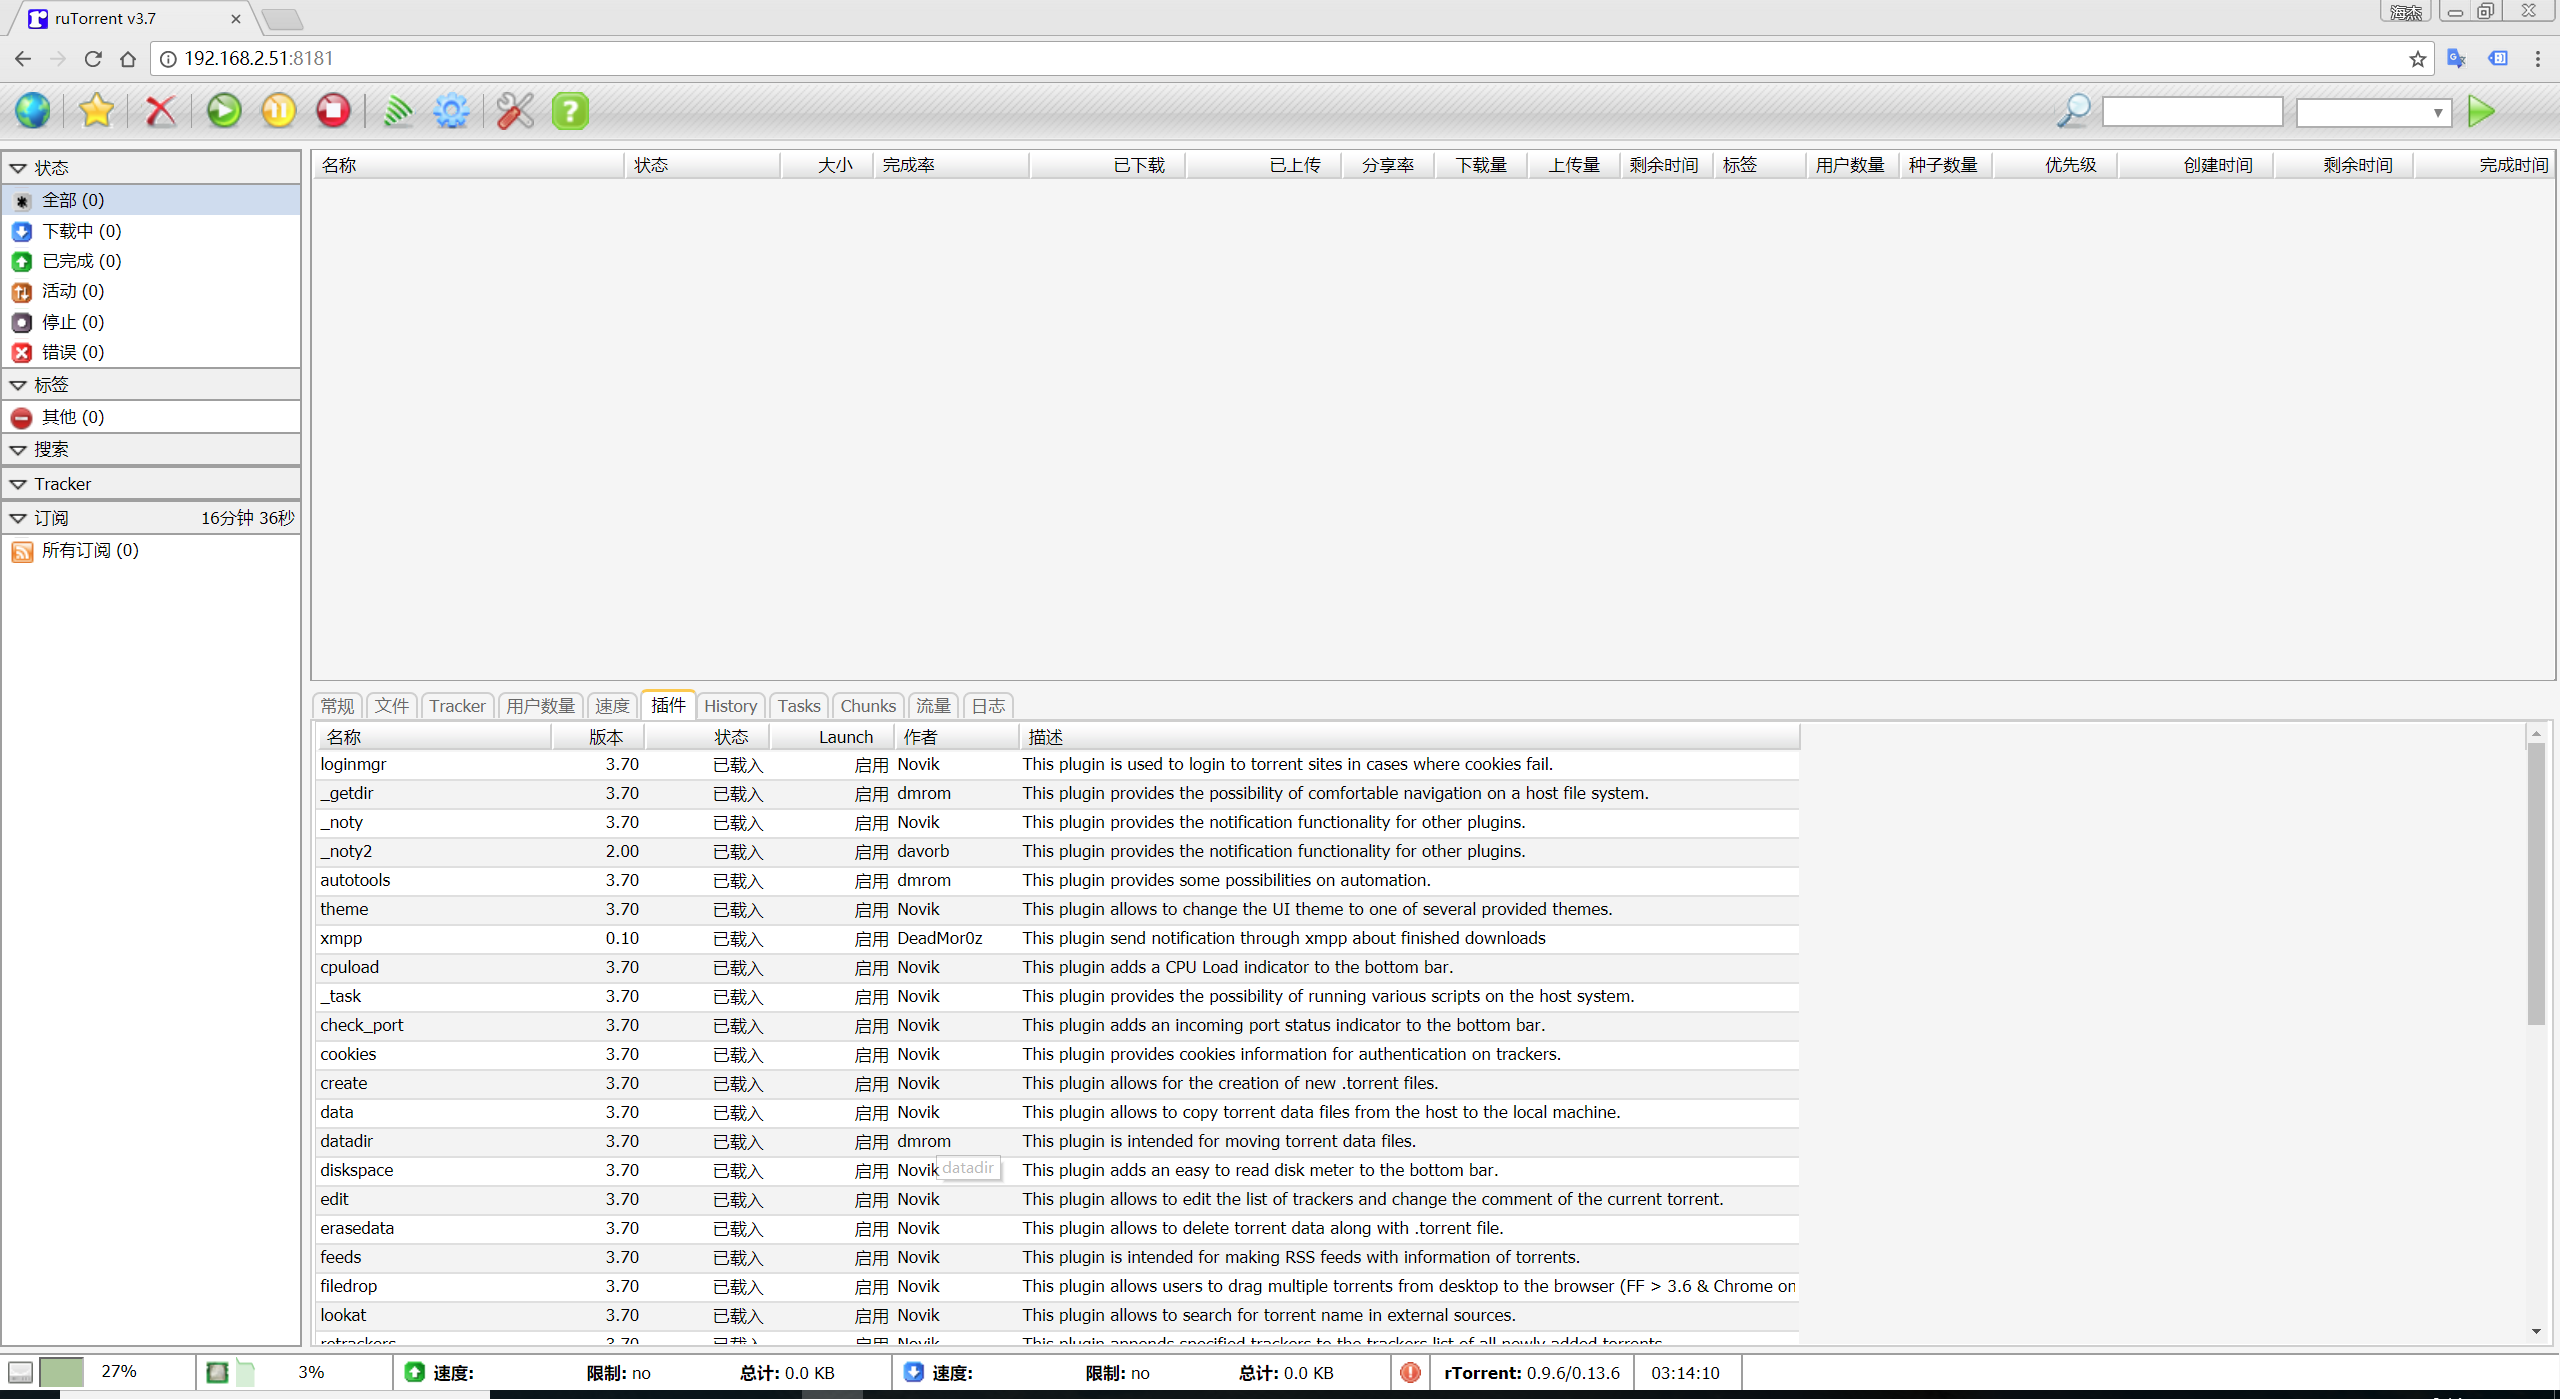 ruTorrent v3.7
海杰
192.168.2.51:8181
状态
全部 (0)
下载中 (0)
已完成 (0)
活动 (0)
停止 (0)
错误 (0)
标签
其他 (0)
搜索
Tracker
订阅 16分钟 36秒
所有订阅 (0)
名称 状态 大小 完成率 已下载 已上传 分享率 下载量 上传量 剩余时间 标签 用户数量 种子数量 优先级 创建时间 剩余时间 完成时间
常规 文件 Tracker 用户数量 速度 插件 History Tasks Chunks 流量 日志
名称 版本 状态 Launch 作者 描述
loginmgr 3.70 已载入 启用 Novik This plugin is used to login to torrent sites in cases where cookies fail.
_getdir 3.70 已载入 启用 dmrom This plugin provides the possibility of comfortable navigation on a host file system.
_noty 3.70 已载入 启用 Novik This plugin provides the notification functionality for other plugins.
_noty2 2.00 已载入 启用 davorb This plugin provides the notification functionality for other plugins.
autotools 3.70 已载入 启用 dmrom This plugin provides some possibilities on automation.
theme 3.70 已载入 启用 Novik This plugin allows to change the UI theme to one of several provided themes.
xmpp 0.10 已载入 启用 DeadMor0z This plugin send notification through xmpp about finished downloads
cpuload 3.70 已载入 启用 Novik This plugin adds a CPU Load indicator to the bottom bar.
_task 3.70 已载入 启用 Novik This plugin provides the possibility of running various scripts on the host system.
check_port 3.70 已载入 启用 Novik This plugin adds an incoming port status indicator to the bottom bar.
cookies 3.70 已载入 启用 Novik This plugin provides cookies information for authentication on trackers.
create 3.70 已载入 启用 Novik This plugin allows for the creation of new .torrent files.
data 3.70 已载入 启用 Novik This plugin allows to copy torrent data files from the host to the local machine.
datadir 3.70 已载入 启用 dmrom This plugin is intended for moving torrent data files.
diskspace 3.70 已载入 启用 Novik This plugin adds an easy to read disk meter to the bottom bar.
datadir
edit 3.70 已载入 启用 Novik This plugin allows to edit the list of trackers and change the comment of the current torrent.
erasedata 3.70 已载入 启用 Novik This plugin allows to delete torrent data along with .torrent file.
feeds 3.70 已载入 启用 Novik This plugin is intended for making RSS feeds with information of torrents.
filedrop 3.70 已载入 启用 Novik This plugin allows users to drag multiple torrents from desktop to the browser (FF > 3.6 & Chrome on
lookat 3.70 已载入 启用 Novik This plugin allows to search for torrent name in external sources.
retrackers 3.70 已载入 启用 Novik This plugin appends specified trackers to the trackers list of all newly added torrents.
27% 3% 速度: 限制: no 总计: 0.0 KB 速度: 限制: no 总计: 0.0 KB rTorrent: 0.9.6/0.13.6 03:14:10